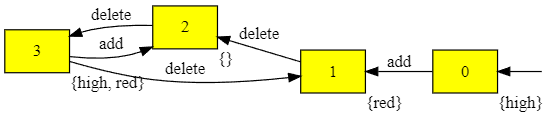 delete
2
3
add
delete
{}
delete
{high, red}
1
add
0
{red}
{high}